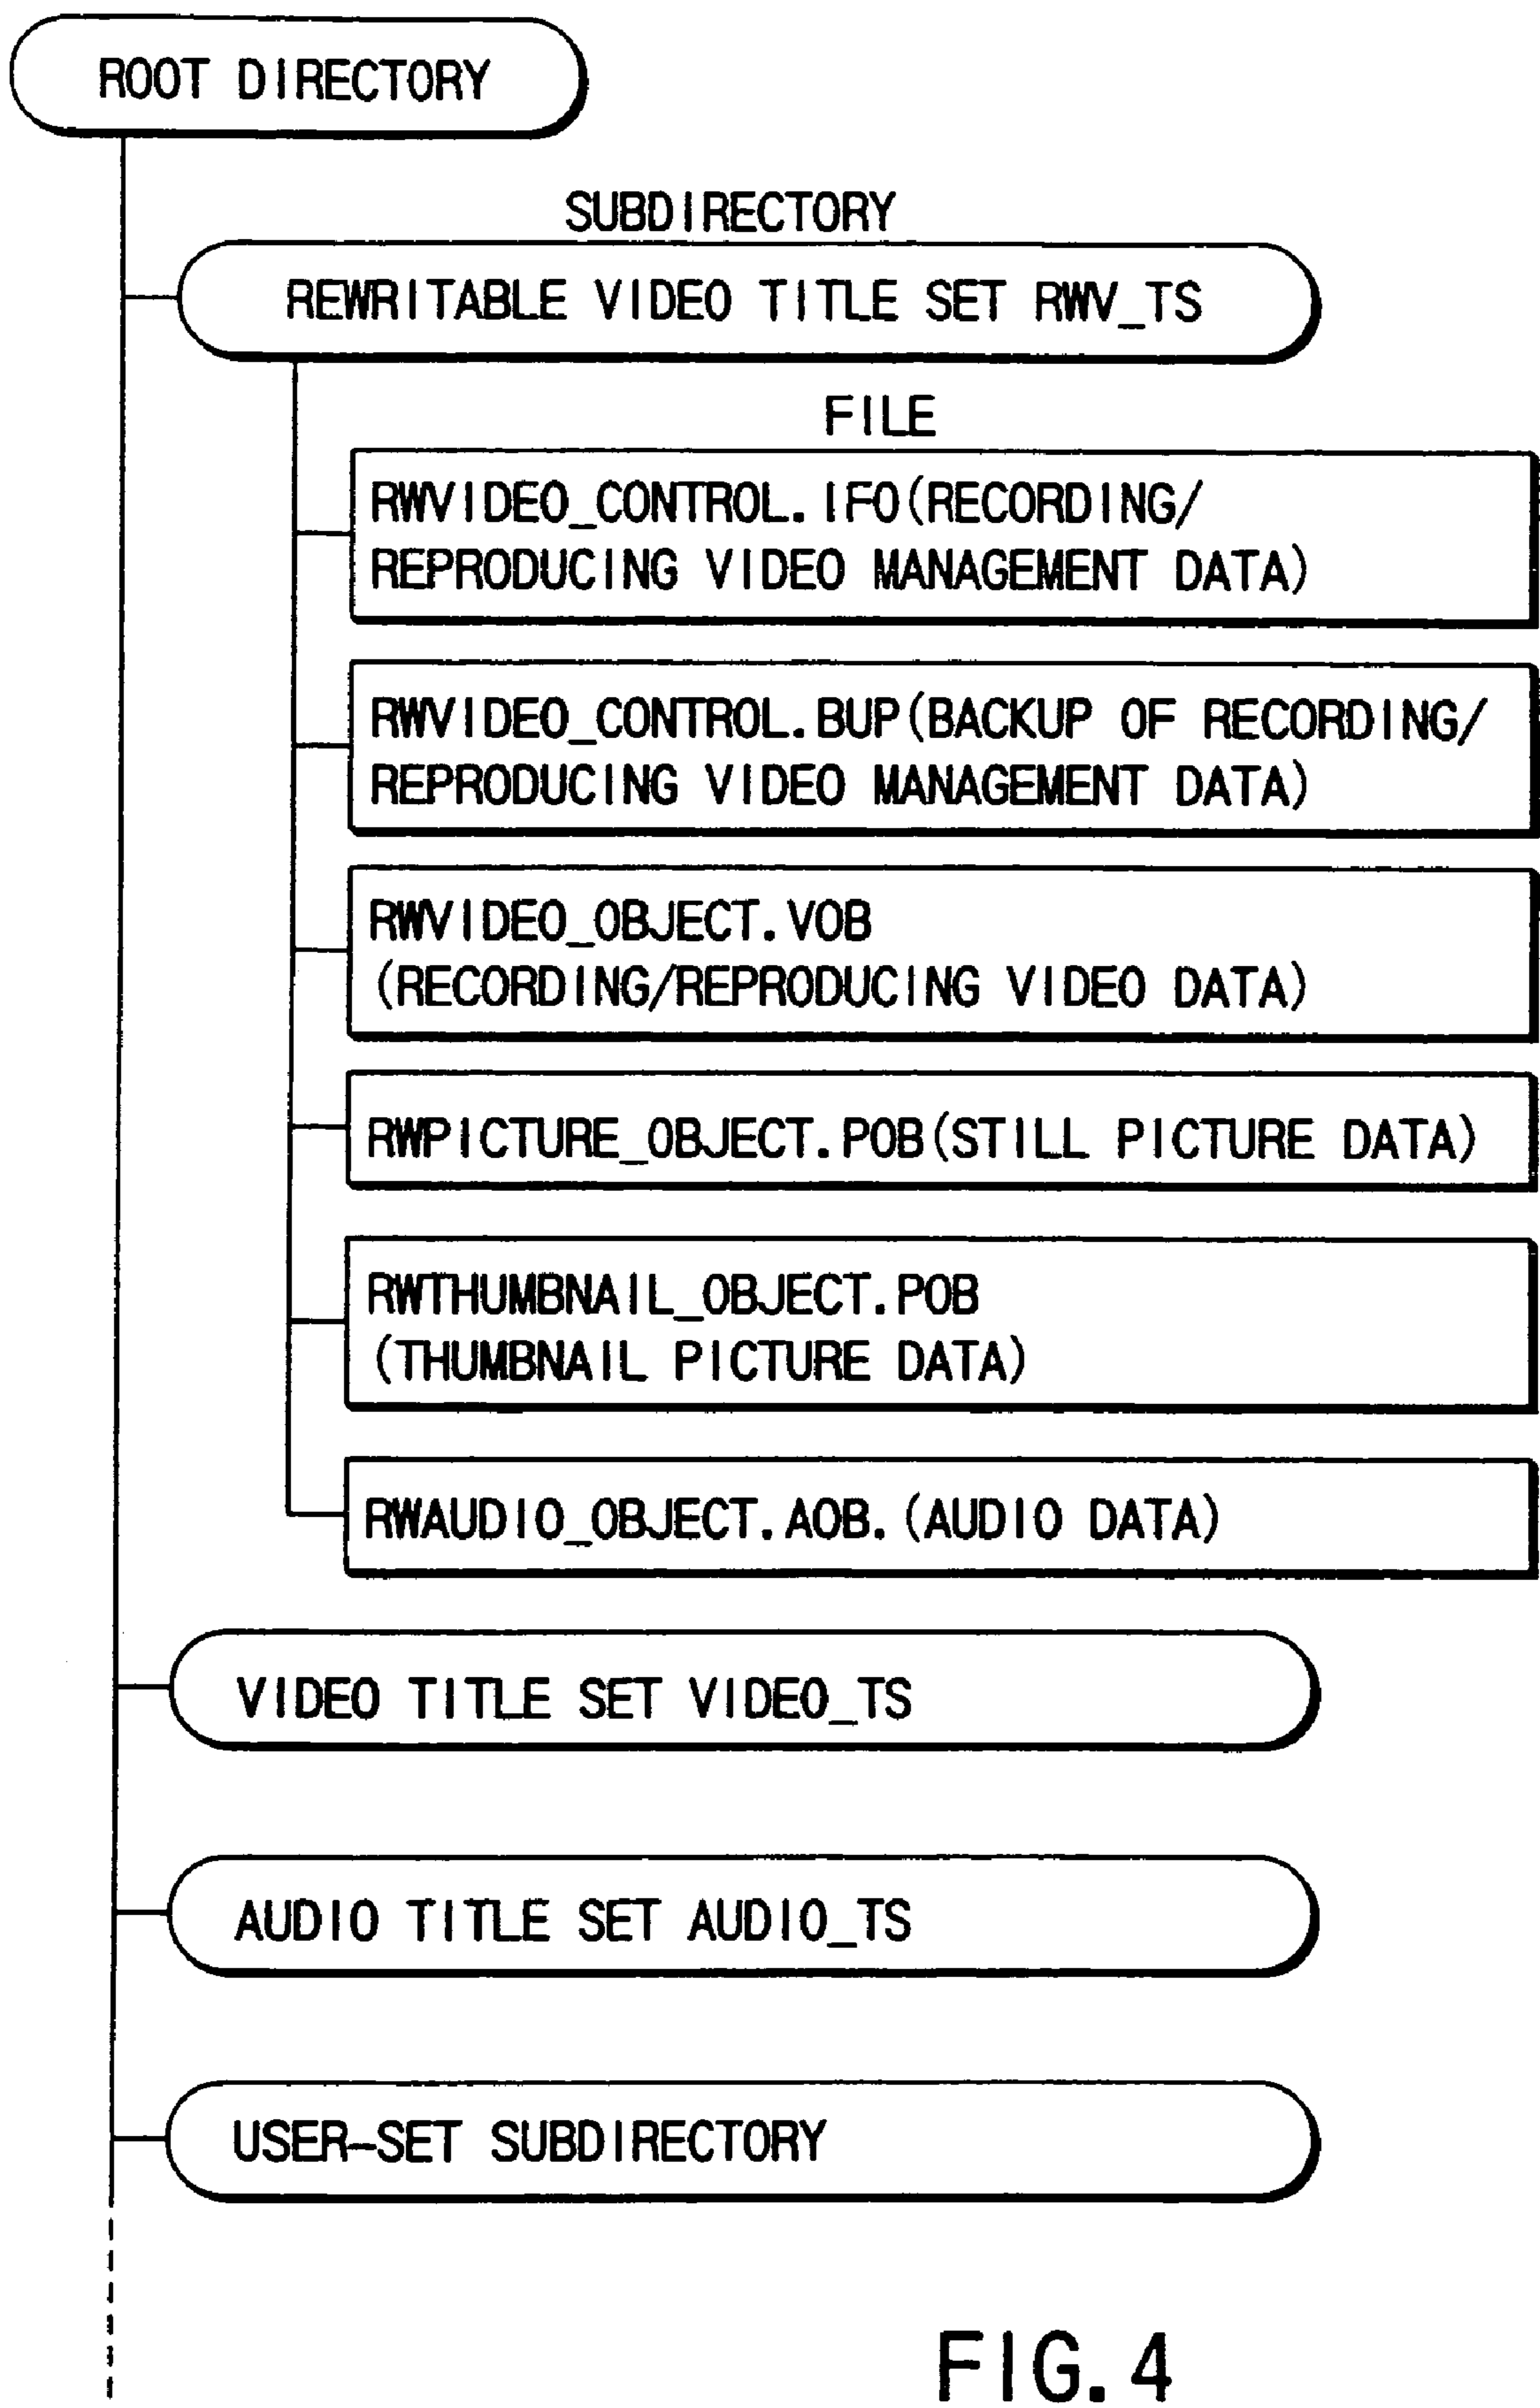 ROOT DIRECTORY
SUBDIRECTORY
REWRITABLE VIDEO TITLE SET RWV_TS
FILE
RWVIDEO_CONTROL.IFO(RECORDING/
REPRODUCING VIDEO MANAGEMENT DATA)
RWVIDEO_CONTROL.BUP(BACKUP OF RECORDING/
REPRODUCING VIDEO MANAGEMENT DATA)
RWVIDEO_OBJECT.VOB
(RECORDING/REPRODUCING VIDEO DATA)
RWPICTURE_OBJECT.POB(STILL PICTURE DATA)
RWTHUMBNAIL_OBJECT.POB
(THUMBNAIL PICTURE DATA)
RWAUDIO_OBJECT.AOB.(AUDIO DATA)
VIDEO TITLE SET VIDEO_TS
AUDIO TITLE SET AUDIO_TS
USER-SET SUBDIRECTORY
FIG.4